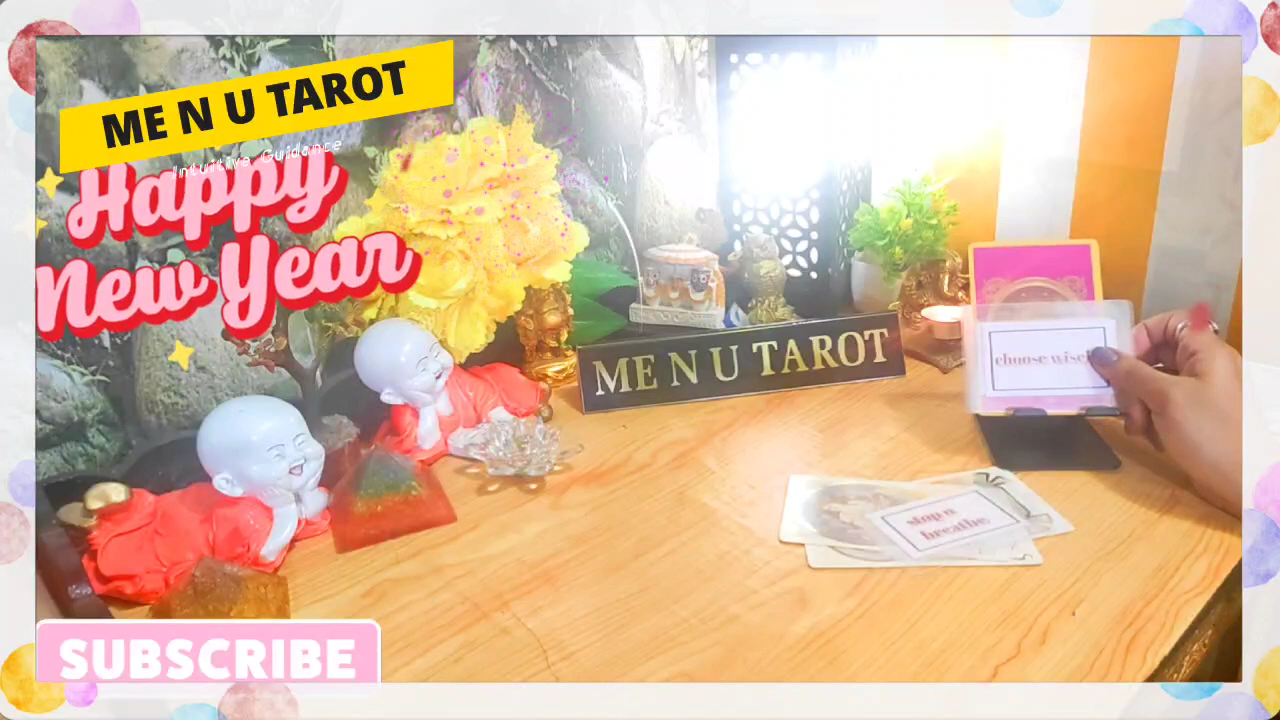 ME N U TAROT
Intuitive Guidance
Happy
New Year
ME N U TAROT
choose wisely
stop n
breathe
SUBSCRIBE